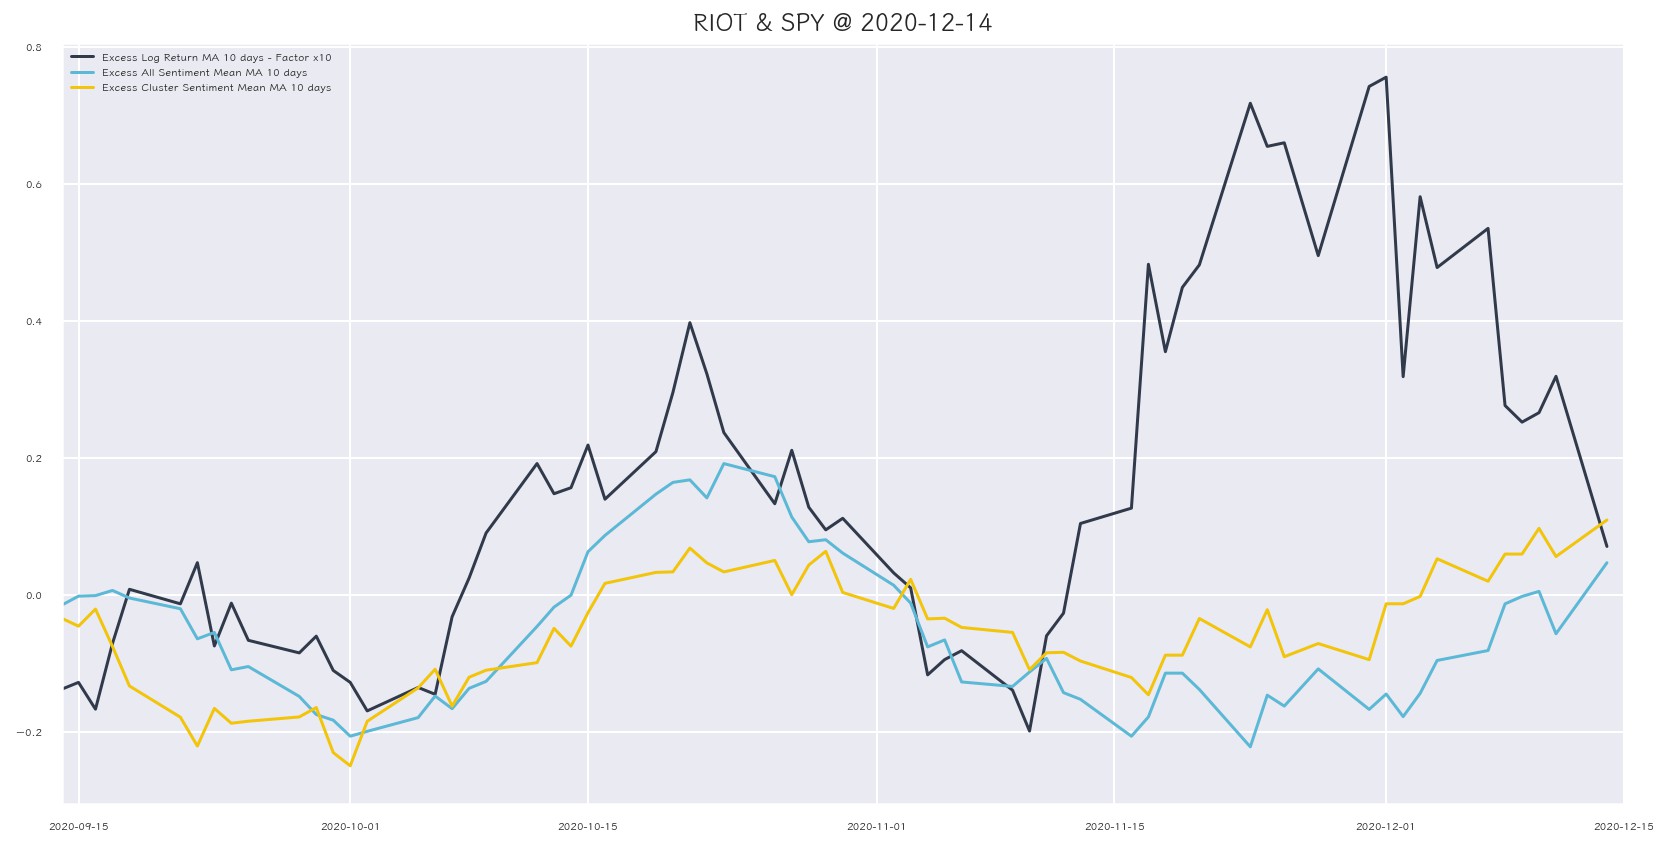 RIOT & SPY @ 2020-12-14
0.8
Excess Log Return MA 10 days - Factor x10
Excess All Sentiment Mean MA 10 days
Excess Cluster Sentiment Mean MA 10 days
0.6
0.4
0.2
0.0
−0.2
2020-09-15 2020-10-01 2020-10-15 2020-11-01 2020-11-15 2020-12-01 2020-12-15